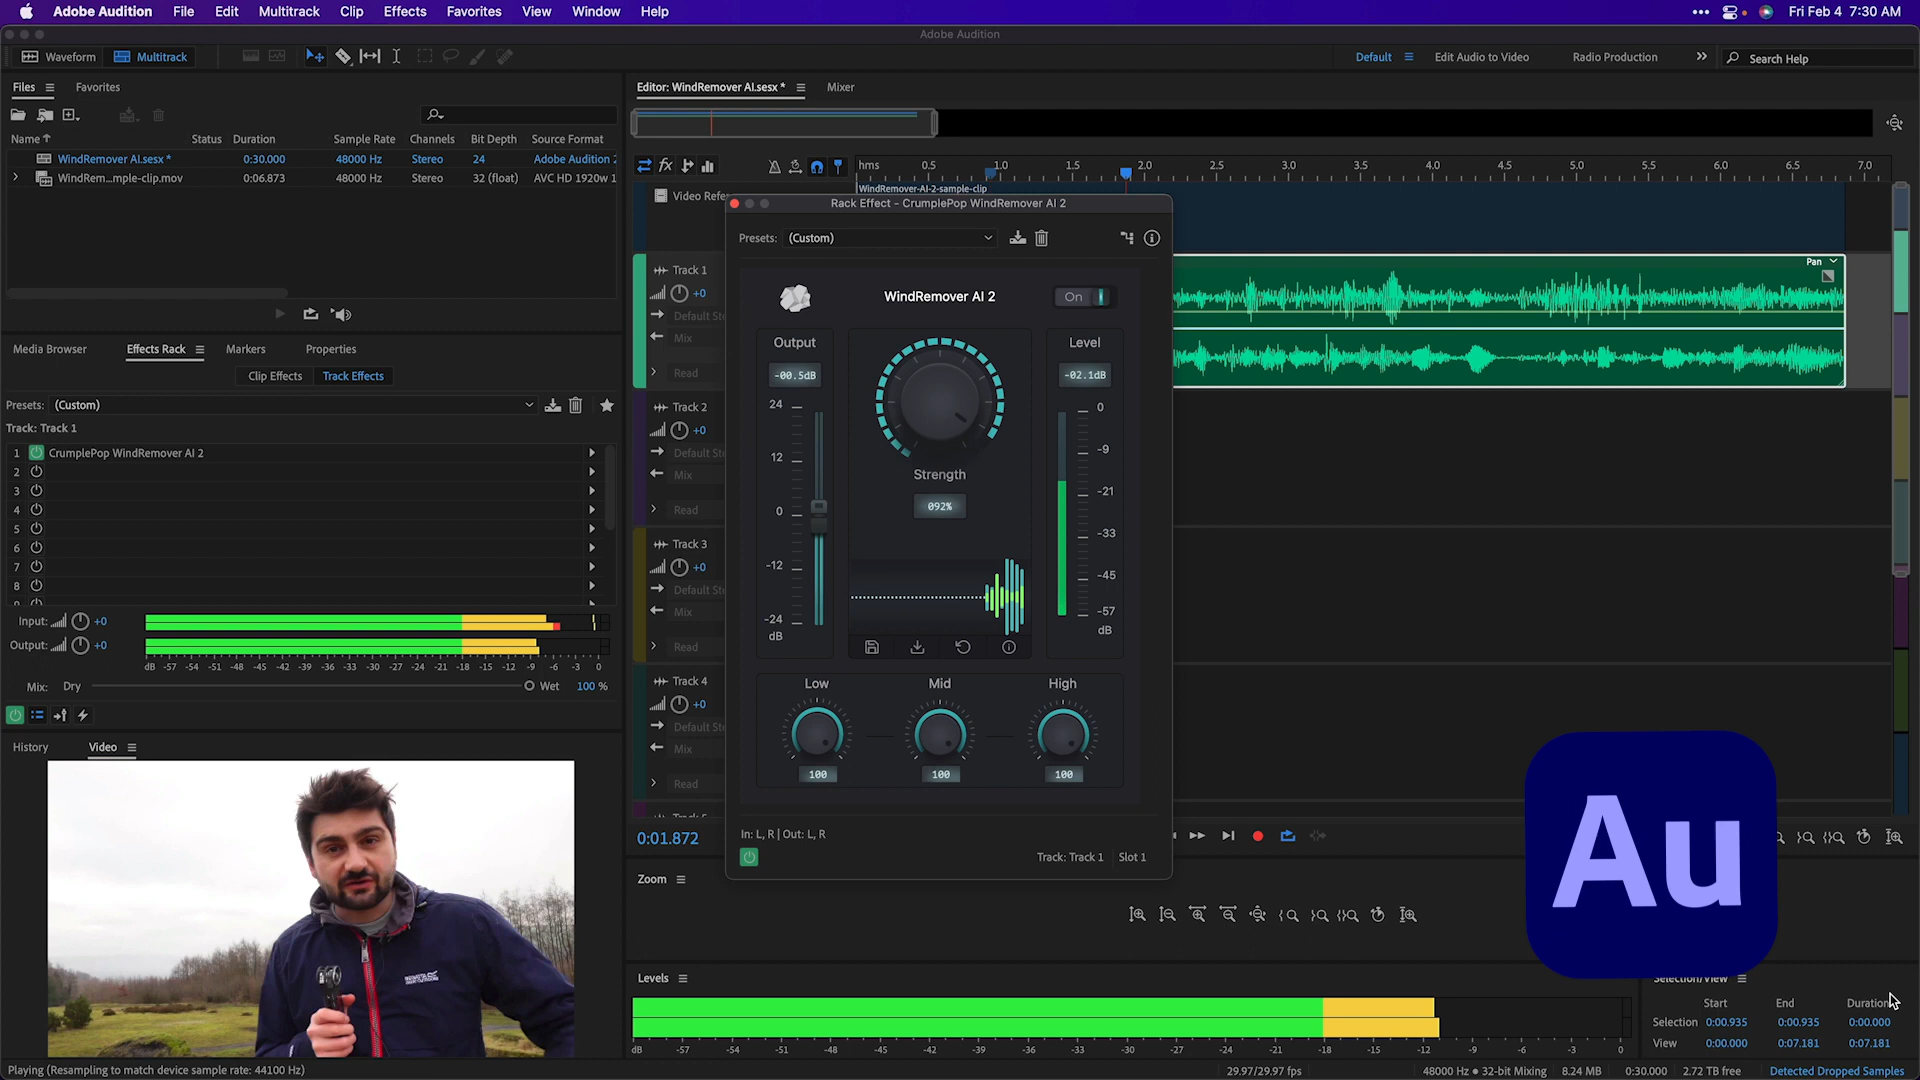 Adobe Audition File Edit Multitrack Clip Effects Favorites View Window Help Fri Feb 4 7:30 AM
Adobe Audition
Waveform Multitrack Default Edit Audio to Video Radio Production Search Help
Files Favorites
Name Status Duration Sample Rate Channels Bit Depth Source Format
WindRemover AI.sesx * 0:30.000 48000 Hz Stereo 24 Adobe Audition
WindRem...mple-clip.mov 0:06.873 48000 Hz Stereo 32 (float) AVC HD 1920w 1
Media Browser Effects Rack Markers Properties
Clip Effects Track Effects
Presets: (Custom)
Track: Track 1
1 CrumplePop WindRemover AI 2
2
3
4
5
6
7
8
Input: +0
Output: +0
dB -57 -54 -51 -48 -45 -42 -39 -36 -33 -30 -27 -24 -21 -18 -15 -12 -9 -6 -3 0
Mix: Dry Wet 100 %
History Video
Playing (Resampling to match device sample rate: 44100 Hz)
Editor: WindRemover AI.sesx * Mixer
hms 0.5 1.0 1.5 2.0 2.5 3.0 3.5 4.0 4.5 5.0 5.5 6.0 6.5 7.0
WindRemover-AI-2-sample-clip
Video Refe
Track 1
+0
Default St
Mix
Read
Track 2
+0
Default St
Mix
Read
Track 3
+0
Default St
Mix
Read
Track 4
+0
Default St
Mix
Read
Pan
Rack Effect - CrumplePop WindRemover AI 2
Presets: (Custom)
WindRemover AI 2 On
Output
-00.5dB
24
12
0
-12
-24
dB
Strength
092%
Level
-02.1dB
0
-9
-21
-33
-45
-57
dB
Low Mid High
100 100 100
In: L, R | Out: L, R
Track: Track 1 Slot 1
0:01.872
Zoom
Au
Levels
dB -57 -54 -51 -48 -45 -42 -39 -36 -33 -30 -27 -24 -21 -18 -15 -12 -9 -6 -3 0
Selection/View
Start End Duration
Selection 0:00.935 0:00.935 0:00.000
View 0:00.000 0:07.181 0:07.181
29.97/29.97 fps 48000 Hz ● 32-bit Mixing 8.24 MB 0:30.000 2.72 TB free Detected Dropped Samples